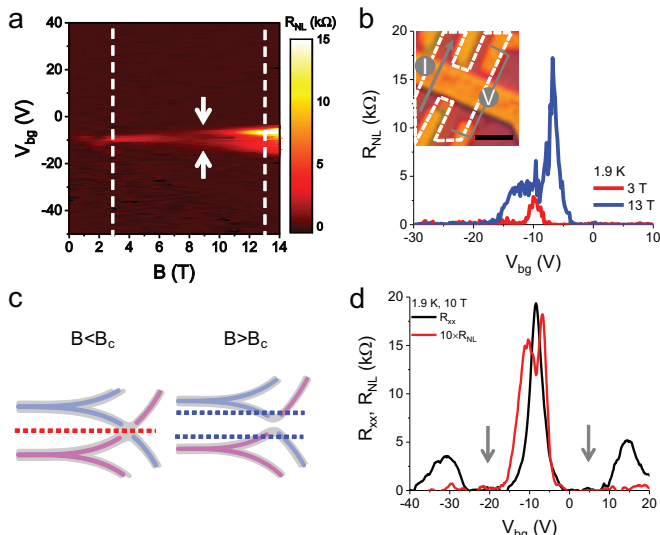 a
R_NL (kΩ)
40
20
0
-20
-40
V_bg (V)
0 2 4 6 8 10 12 14
B (T)
15
10
5
0
b
20
15
10
5
0
R_NL (kΩ)
I
V
1.9 K
3 T
13 T
-30 -20 -10 0 10
V_bg (V)
c
B<B_c
B>B_c
d
20
15
10
5
0
R_xx, R_NL (kΩ)
1.9 K, 10 T
R_xx
10×R_NL
-40 -30 -20 -10 0 10 20
V_bg (V)